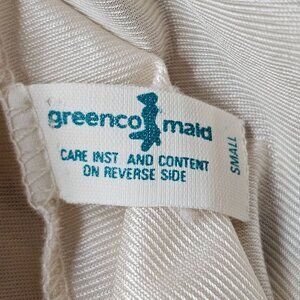 greenco maid
CARE INST AND CONTENT
ON REVERSE SIDE
SMALL